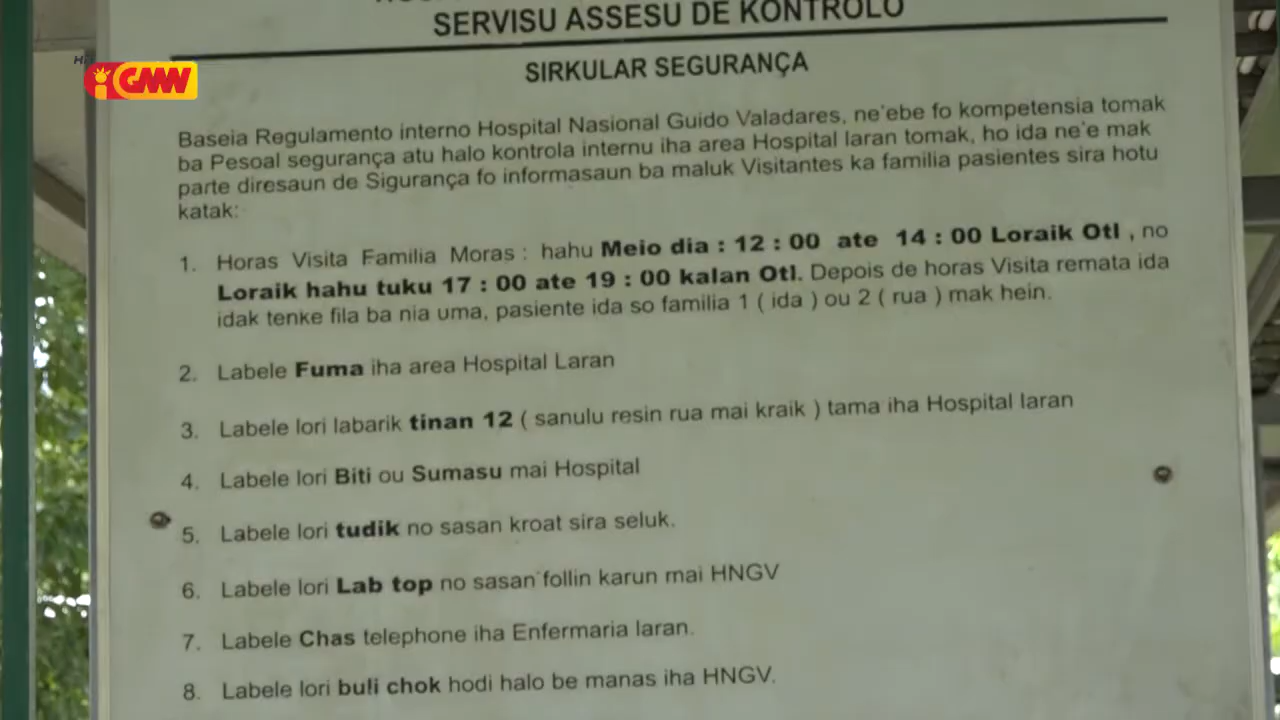 SERVISU ASSESU DE KONTROLO
SIRKULAR SEGURANÇA
GMN
Baseia Regulamento interno Hospital Nasional Guido Valadares, ne'ebe fo kompetensia tomak
ba Pesoal segurança atu halo kontrola internu iha area Hospital laran tomak, ho ida ne'e mak
parte diresaun de Sigurança fo informasaun ba maluk Visitantes ka familia pasientes sira hotu
katak:
1. Horas Visita Familia Moras : hahu Meio dia : 12 : 00 ate 14 : 00 Loraik Otl , no
Loraik hahu tuku 17 : 00 ate 19 : 00 kalan Otl. Depois de horas Visita remata ida
idak tenke fila ba nia uma, pasiente ida so familia 1 ( ida ) ou 2 ( rua ) mak hein.
2. Labele Fuma iha area Hospital Laran
3. Labele lori labarik tinan 12 ( sanulu resin rua mai kraik ) tama iha Hospital laran
4. Labele lori Biti ou Sumasu mai Hospital
5. Labele lori tudik no sasan kroat sira seluk.
6. Labele lori Lab top no sasan follin karun mai HNGV
7. Labele Chas telephone iha Enfermaria laran.
8. Labele lori buli chok hodi halo be manas iha HNGV.